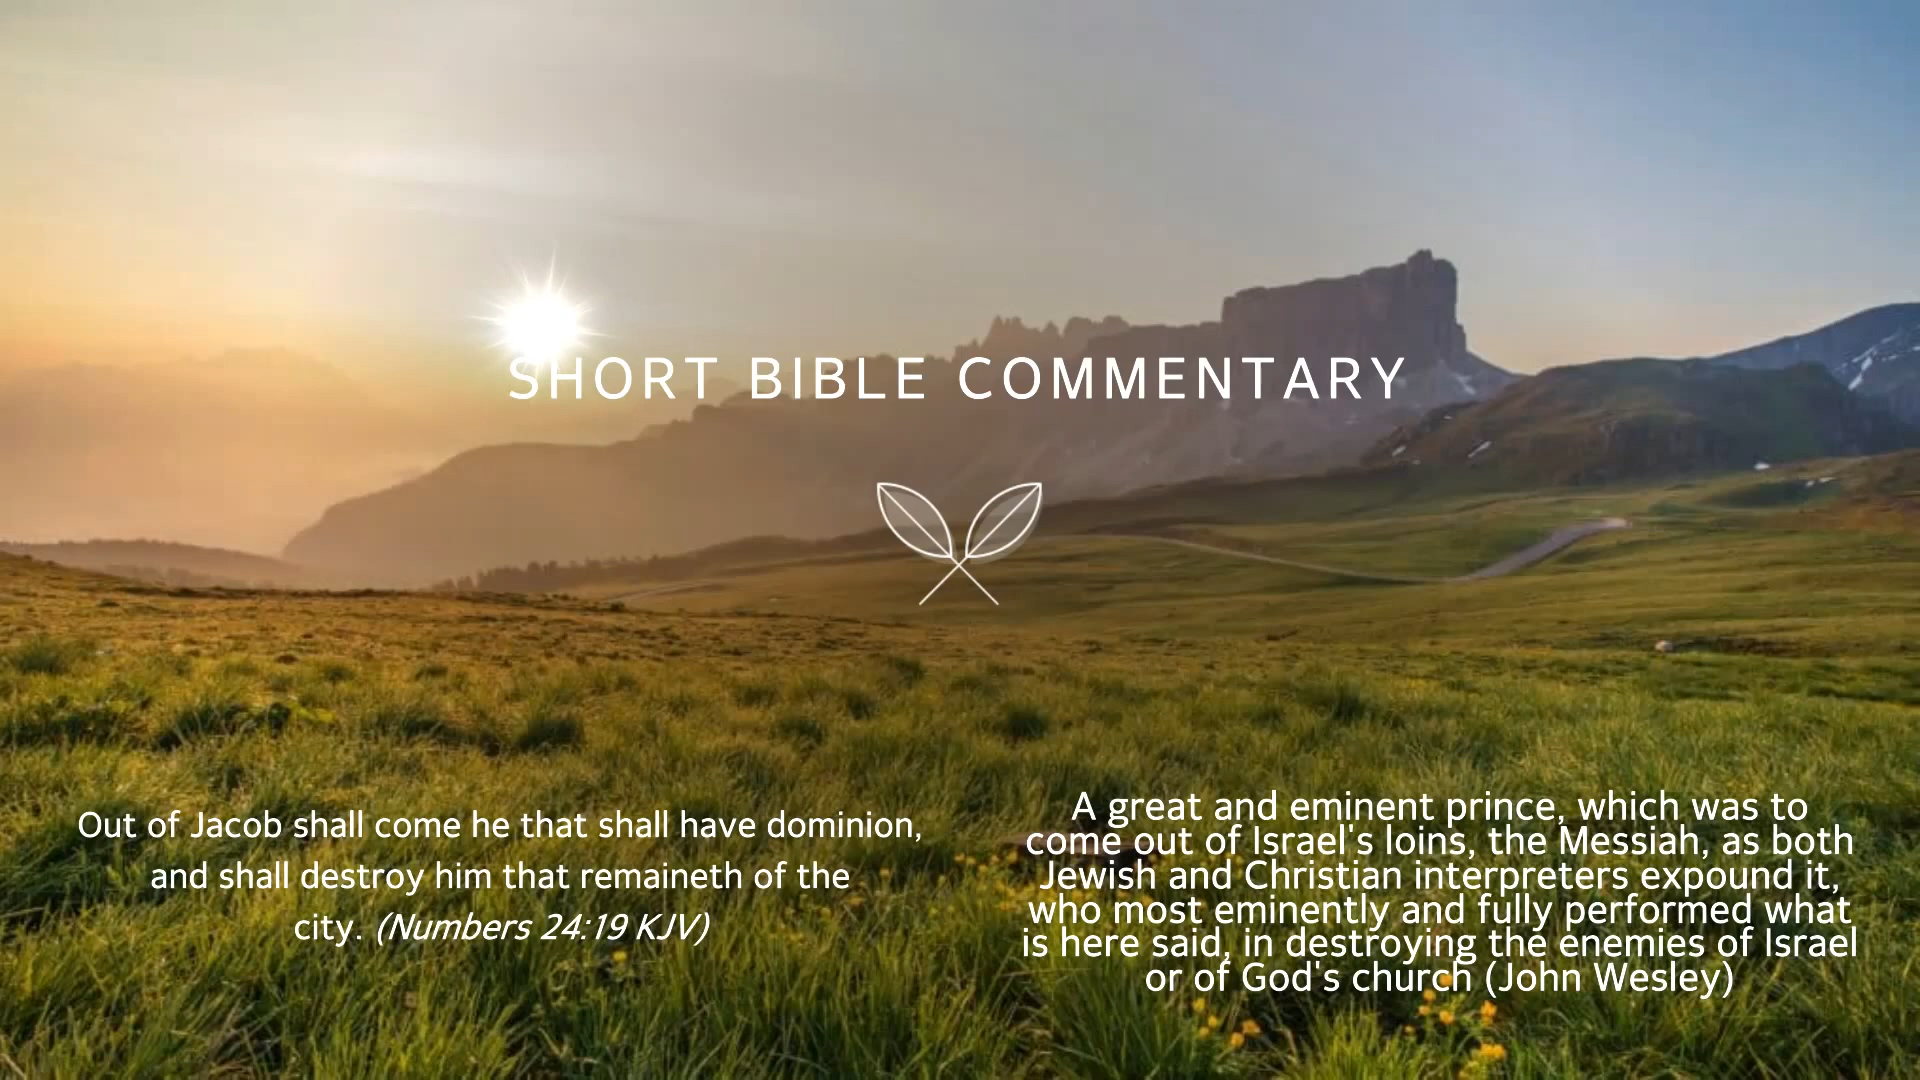 SHORT BIBLE COMMENTARY
Out of Jacob shall come he that shall have dominion,
and shall destroy him that remaineth of the
city. (Numbers 24:19 KJV)
A great and eminent prince, which was to
come out of Israel's loins, the Messiah, as both
Jewish and Christian interpreters expound it,
who most eminently and fully performed what
is here said, in destroying the enemies of Israel
or of God's church (John Wesley)